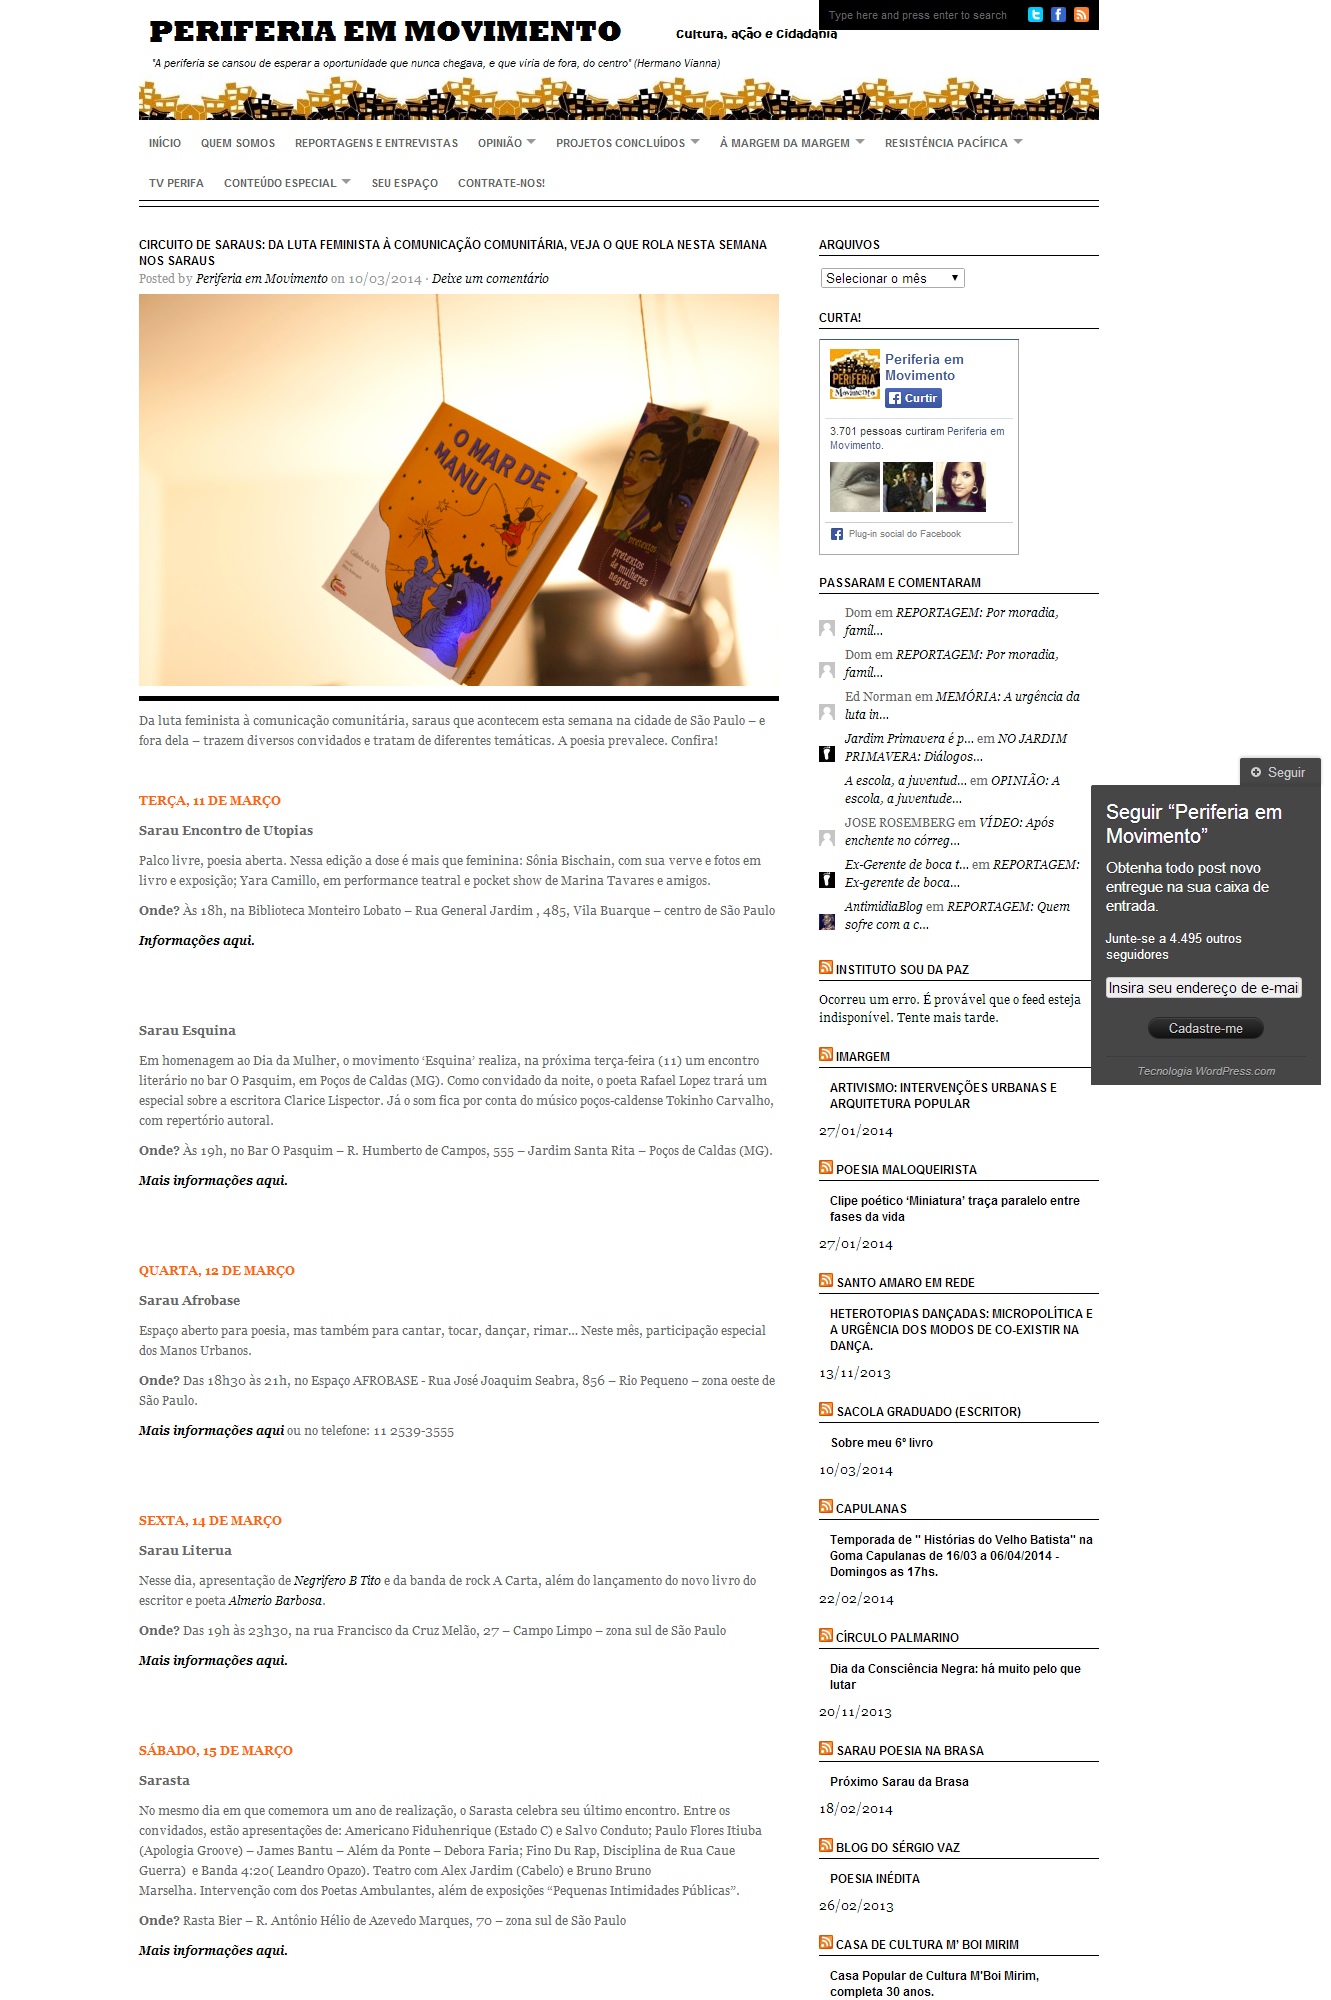 PERIFERIA EM MOVIMENTO
Cultura, ação e Cidadania
Type here and press enter to search
"A periferia se cansou de esperar a oportunidade que nunca chegava, e que viria de fora, do centro" (Hermano Vianna)
INÍCIO QUEM SOMOS REPORTAGENS E ENTREVISTAS OPINIÃO PROJETOS CONCLUÍDOS À MARGEM DA MARGEM RESISTÊNCIA PACÍFICA
TV PERIFA CONTEÚDO ESPECIAL SEU ESPAÇO CONTRATE-NOS!
CIRCUITO DE SARAUS: DA LUTA FEMINISTA À COMUNICAÇÃO COMUNITÁRIA, VEJA O QUE ROLA NESTA SEMANA
NOS SARAUS
Posted by Periferia em Movimento on 10/03/2014 · Deixe um comentário
O MAR DE
MANU
pretextos
pretextos
de mulheres
negras
Da luta feminista à comunicação comunitária, saraus que acontecem esta semana na cidade de São Paulo – e
fora dela – trazem diversos convidados e tratam de diferentes temáticas. A poesia prevalece. Confira!
TERÇA, 11 DE MARÇO
Sarau Encontro de Utopias
Palco livre, poesia aberta. Nessa edição a dose é mais que feminina: Sônia Bischain, com sua verve e fotos em
livro e exposição; Yara Camillo, em performance teatral e pocket show de Marina Tavares e amigos.
Onde? Às 18h, na Biblioteca Monteiro Lobato – Rua General Jardim , 485, Vila Buarque – centro de São Paulo
Informações aqui.
Sarau Esquina
Em homenagem ao Dia da Mulher, o movimento ‘Esquina’ realiza, na próxima terça-feira (11) um encontro
literário no bar O Pasquim, em Poços de Caldas (MG). Como convidado da noite, o poeta Rafael Lopez trará um
especial sobre a escritora Clarice Lispector. Já o som fica por conta do músico poços-caldense Tokinho Carvalho,
com repertório autoral.
Onde? Às 19h, no Bar O Pasquim – R. Humberto de Campos, 555 – Jardim Santa Rita – Poços de Caldas (MG).
Mais informações aqui.
QUARTA, 12 DE MARÇO
Sarau Afrobase
Espaço aberto para poesia, mas também para cantar, tocar, dançar, rimar... Neste mês, participação especial
dos Manos Urbanos.
Onde? Das 18h30 às 21h, no Espaço AFROBASE - Rua José Joaquim Seabra, 856 – Rio Pequeno – zona oeste de
São Paulo.
Mais informações aqui ou no telefone: 11 2539-3555
SEXTA, 14 DE MARÇO
Sarau Literua
Nesse dia, apresentação de Negrifero B Tito e da banda de rock A Carta, além do lançamento do novo livro do
escritor e poeta Almerio Barbosa.
Onde? Das 19h às 23h30, na rua Francisco da Cruz Melão, 27 – Campo Limpo – zona sul de São Paulo
Mais informações aqui.
SÁBADO, 15 DE MARÇO
Sarasta
No mesmo dia em que comemora um ano de realização, o Sarasta celebra seu último encontro. Entre os
convidados, estão apresentações de: Americano Fiduhenrique (Estado C) e Salvo Conduto; Paulo Flores Itiuba
(Apologia Groove) – James Bantu – Além da Ponte – Debora Faria; Fino Du Rap, Disciplina de Rua Caue
Guerra) e Banda 4:20( Leandro Opazo). Teatro com Alex Jardim (Cabelo) e Bruno Bruno
Marselha. Intervenção com dos Poetas Ambulantes, além de exposições “Pequenas Intimidades Públicas”.
Onde? Rasta Bier – R. Antônio Hélio de Azevedo Marques, 70 – zona sul de São Paulo
Mais informações aqui.
ARQUIVOS
Selecionar o mês
CURTA!
PERIFERIA
Movimento
Periferia em
Movimento
Curtir
3.701 pessoas curtiram Periferia em
Movimento.
Plug-in social do Facebook
PASSARAM E COMENTARAM
Dom em REPORTAGEM: Por moradia,
famíl...
Dom em REPORTAGEM: Por moradia,
famíl...
Ed Norman em MEMÓRIA: A urgência da
luta in...
Jardim Primavera é p... em NO JARDIM
PRIMAVERA: Diálogos...
A escola, a juventud... em OPINIÃO: A
escola, a juventude...
JOSE ROSEMBERG em VÍDEO: Após
enchente no córreg...
Ex-Gerente de boca t... em REPORTAGEM:
Ex-gerente de boca...
AntimidiaBlog em REPORTAGEM: Quem
sofre com a c...
INSTITUTO SOU DA PAZ
Ocorreu um erro. É provável que o feed esteja
indisponível. Tente mais tarde.
IMARGEM
ARTIVISMO: INTERVENÇÕES URBANAS E
ARQUITETURA POPULAR
27/01/2014
POESIA MALOQUEIRISTA
Clipe poético ‘Miniatura’ traça paralelo entre
fases da vida
27/01/2014
SANTO AMARO EM REDE
HETEROTOPIAS DANÇADAS: MICROPOLÍTICA E
A URGÊNCIA DOS MODOS DE CO-EXISTIR NA
DANÇA.
13/11/2013
SACOLA GRADUADO (ESCRITOR)
Sobre meu 6º livro
10/03/2014
CAPULANAS
Temporada de " Histórias do Velho Batista" na
Goma Capulanas de 16/03 a 06/04/2014 -
Domingos as 17hs.
22/02/2014
CÍRCULO PALMARINO
Dia da Consciência Negra: há muito pelo que
lutar
20/11/2013
SARAU POESIA NA BRASA
Próximo Sarau da Brasa
18/02/2014
BLOG DO SÉRGIO VAZ
POESIA INÉDITA
26/02/2013
CASA DE CULTURA M' BOI MIRIM
Casa Popular de Cultura M'Boi Mirim,
completa 30 anos.
Seguir
Seguir “Periferia em
Movimento”
Obtenha todo post novo
entregue na sua caixa de
entrada.
Junte-se a 4.495 outros
seguidores
Insira seu endereço de e-mai
Cadastre-me
Tecnologia WordPress.com